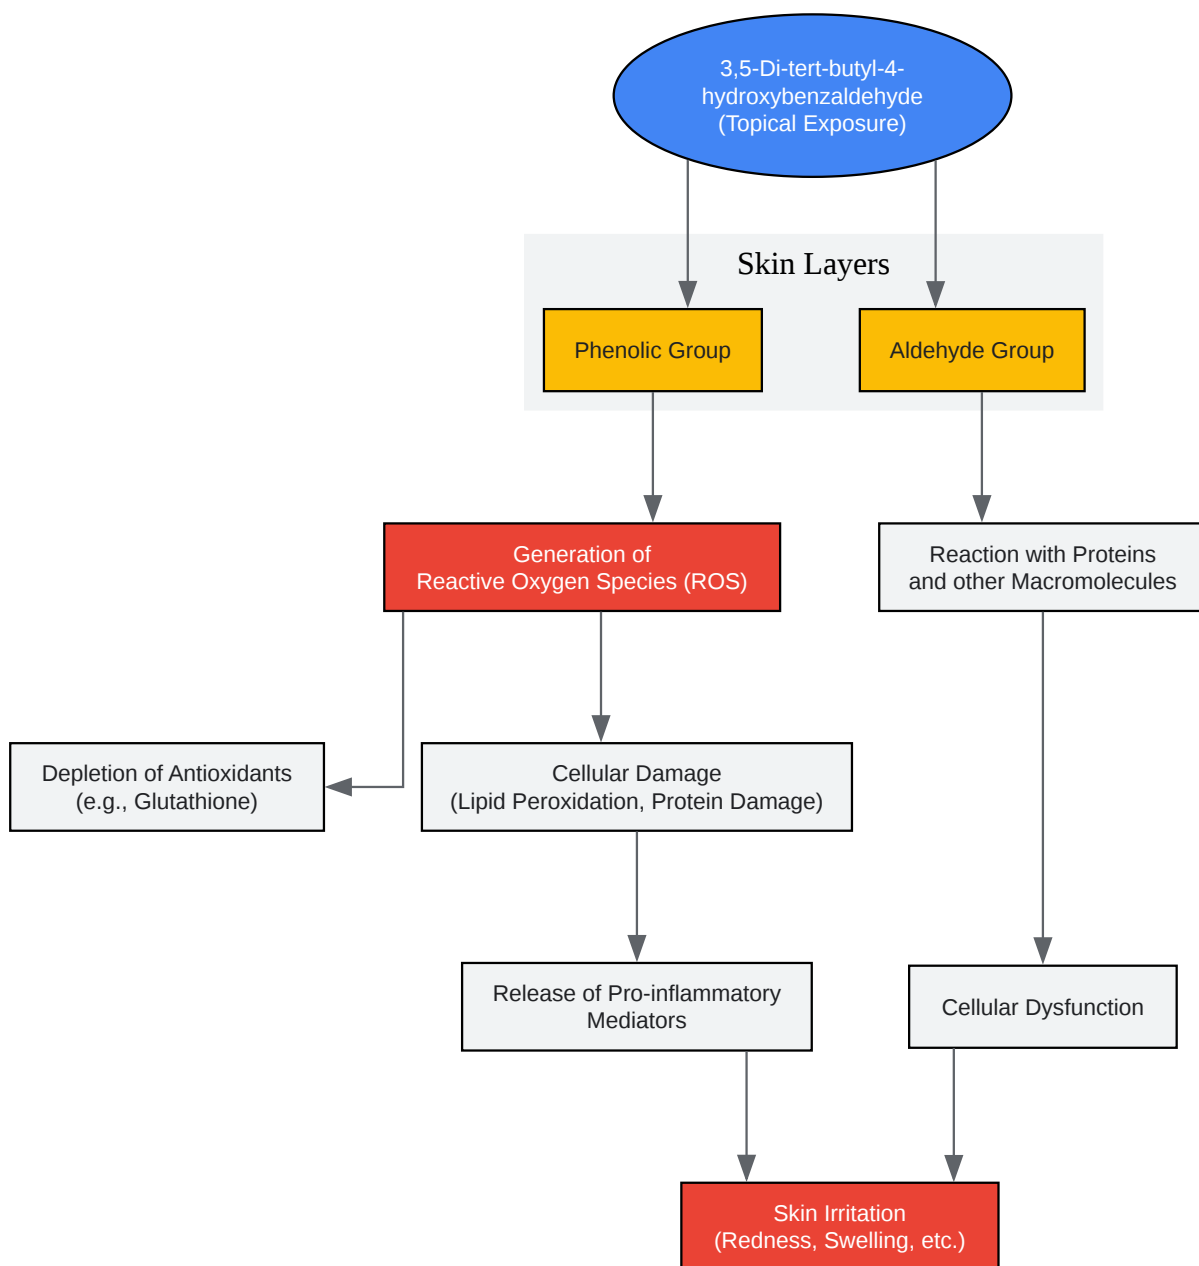 3,5-Di-tert-butyl-4-
hydroxybenzaldehyde
(Topical Exposure)
Skin Layers
Phenolic Group
Aldehyde Group
Generation of
Reactive Oxygen Species (ROS)
Reaction with Proteins
and other Macromolecules
Depletion of Antioxidants
(e.g., Glutathione)
Cellular Damage
(Lipid Peroxidation, Protein Damage)
Release of Pro-inflammatory
Mediators
Cellular Dysfunction
Skin Irritation
(Redness, Swelling, etc.)